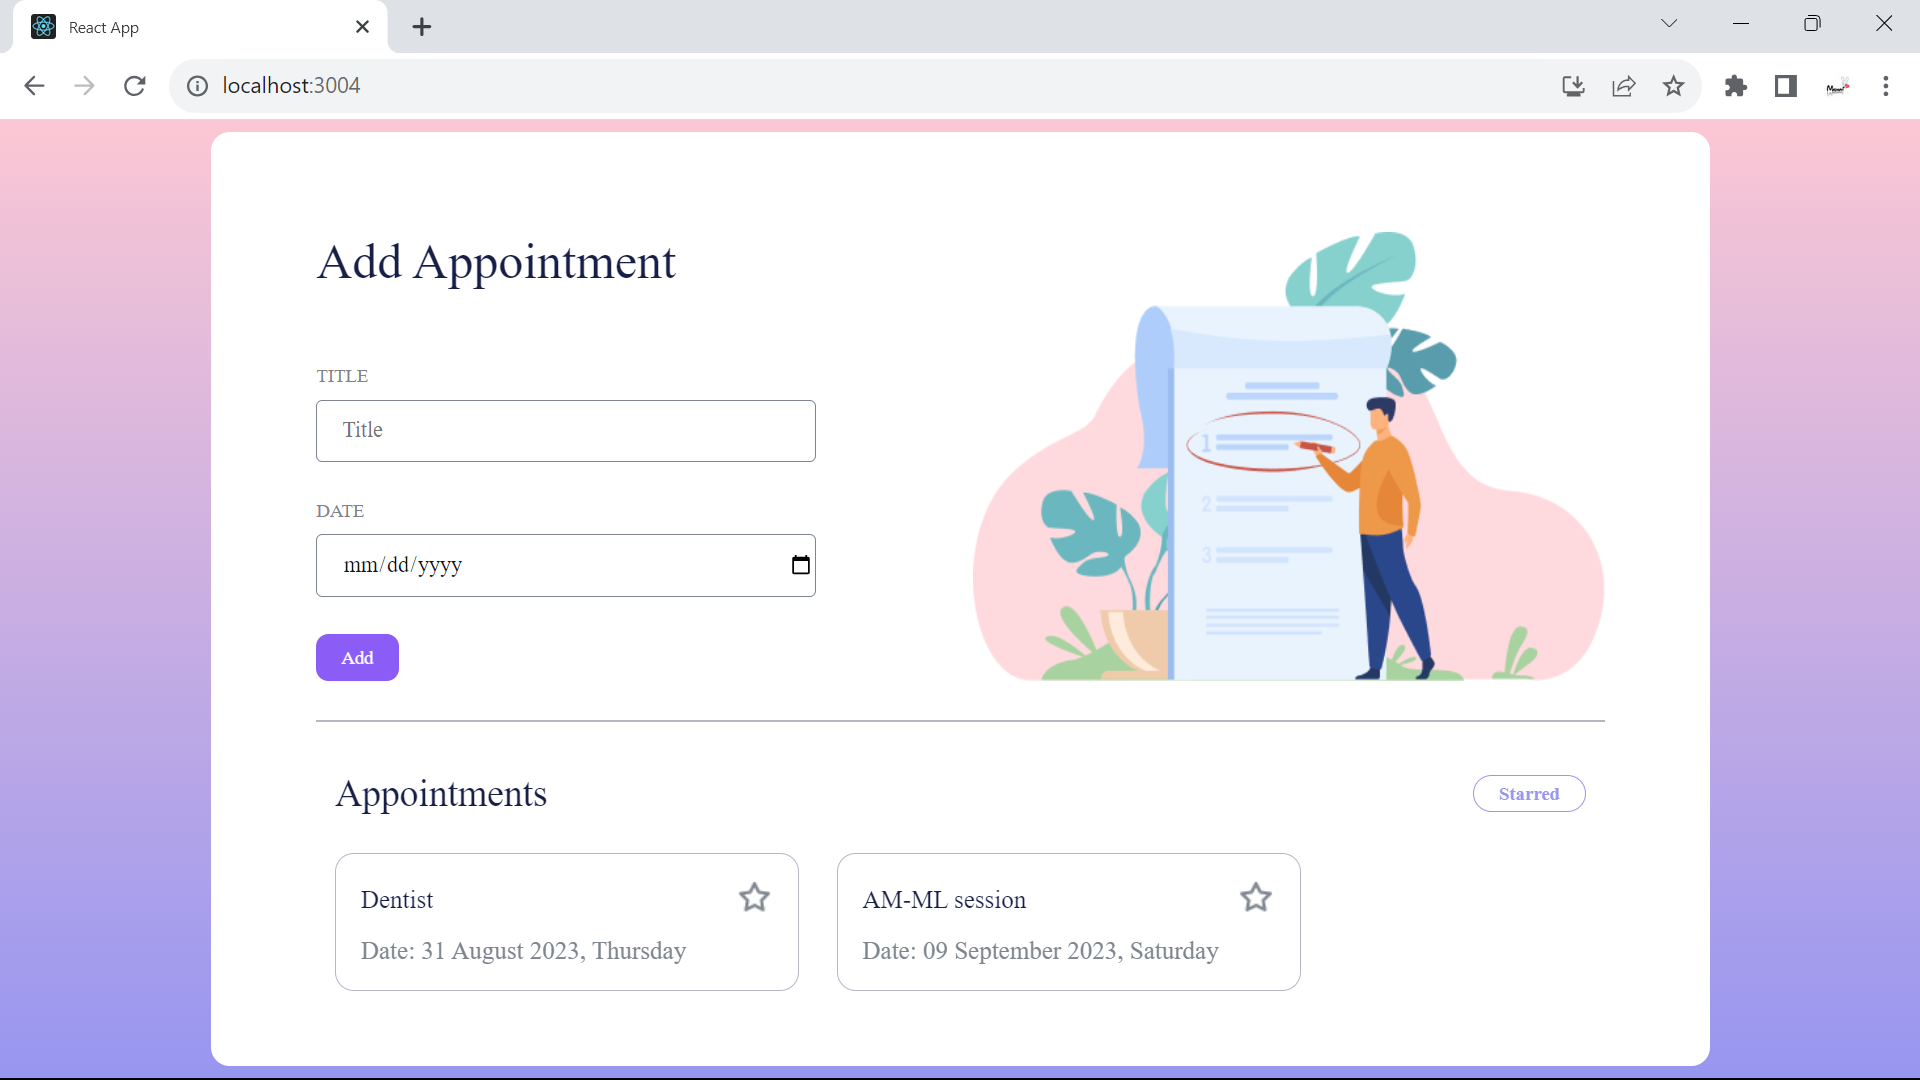 React App
localhost:3004
Add Appointment
TITLE
Title
DATE
mm/dd/yyyy
Add
1
2
3
Appointments
Starred
Dentist
Date: 31 August 2023, Thursday
AM-ML session
Date: 09 September 2023, Saturday